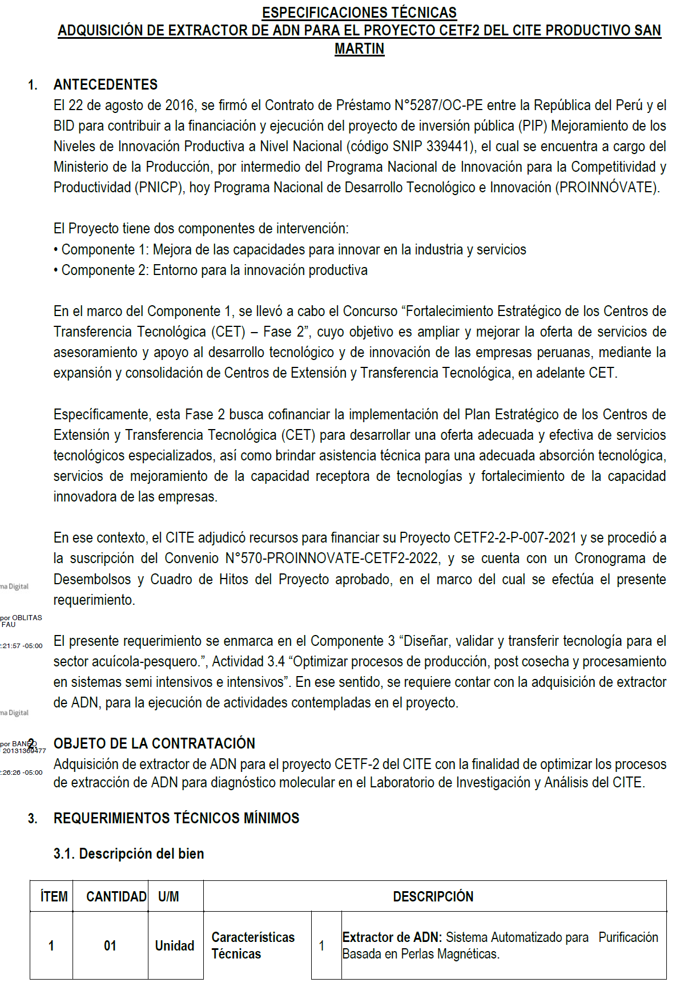 ESPECIFICACIONES TÉCNICAS
ADQUISICIÓN DE EXTRACTOR DE ADN PARA EL PROYECTO CETF2 DEL CITE PRODUCTIVO SAN
MARTIN
1. ANTECEDENTES
El 22 de agosto de 2016, se firmó el Contrato de Préstamo N°5287/OC-PE entre la República del Perú y el
BID para contribuir a la financiación y ejecución del proyecto de inversión pública (PIP) Mejoramiento de los
Niveles de Innovación Productiva a Nivel Nacional (código SNIP 339441), el cual se encuentra a cargo del
Ministerio de la Producción, por intermedio del Programa Nacional de Innovación para la Competitividad y
Productividad (PNICP), hoy Programa Nacional de Desarrollo Tecnológico e Innovación (PROINNÓVATE).
El Proyecto tiene dos componentes de intervención:
• Componente 1: Mejora de las capacidades para innovar en la industria y servicios
• Componente 2: Entorno para la innovación productiva
En el marco del Componente 1, se llevó a cabo el Concurso “Fortalecimiento Estratégico de los Centros de
Transferencia Tecnológica (CET) – Fase 2”, cuyo objetivo es ampliar y mejorar la oferta de servicios de
asesoramiento y apoyo al desarrollo tecnológico y de innovación de las empresas peruanas, mediante la
expansión y consolidación de Centros de Extensión y Transferencia Tecnológica, en adelante CET.
Específicamente, esta Fase 2 busca cofinanciar la implementación del Plan Estratégico de los Centros de
Extensión y Transferencia Tecnológica (CET) para desarrollar una oferta adecuada y efectiva de servicios
tecnológicos especializados, así como brindar asistencia técnica para una adecuada absorción tecnológica,
servicios de mejoramiento de la capacidad receptora de tecnologías y fortalecimiento de la capacidad
innovadora de las empresas.
En ese contexto, el CITE adjudicó recursos para financiar su Proyecto CETF2-2-P-007-2021 y se procedió a
la suscripción del Convenio N°570-PROINNOVATE-CETF2-2022, y se cuenta con un Cronograma de
Desembolsos y Cuadro de Hitos del Proyecto aprobado, en el marco del cual se efectúa el presente
requerimiento.
ma Digital
por OBLITAS
FAU
2:21:57 -05:00
El presente requerimiento se enmarca en el Componente 3 “Diseñar, validar y transferir tecnología para el
sector acuícola-pesquero.”, Actividad 3.4 “Optimizar procesos de producción, post cosecha y procesamiento
en sistemas semi intensivos e intensivos”. En ese sentido, se requiere contar con la adquisición de extractor
de ADN, para la ejecución de actividades contempladas en el proyecto.
ma Digital
por BANEO
20131369477
2:26:26 -05:00
2. OBJETO DE LA CONTRATACIÓN
Adquisición de extractor de ADN para el proyecto CETF-2 del CITE con la finalidad de optimizar los procesos
de extracción de ADN para diagnóstico molecular en el Laboratorio de Investigación y Análisis del CITE.
3. REQUERIMIENTOS TÉCNICOS MÍNIMOS
3.1. Descripción del bien
ÍTEM CANTIDAD U/M DESCRIPCIÓN
1 01 Unidad Características Técnicas 1 Extractor de ADN: Sistema Automatizado para Purificación
Basada en Perlas Magnéticas.